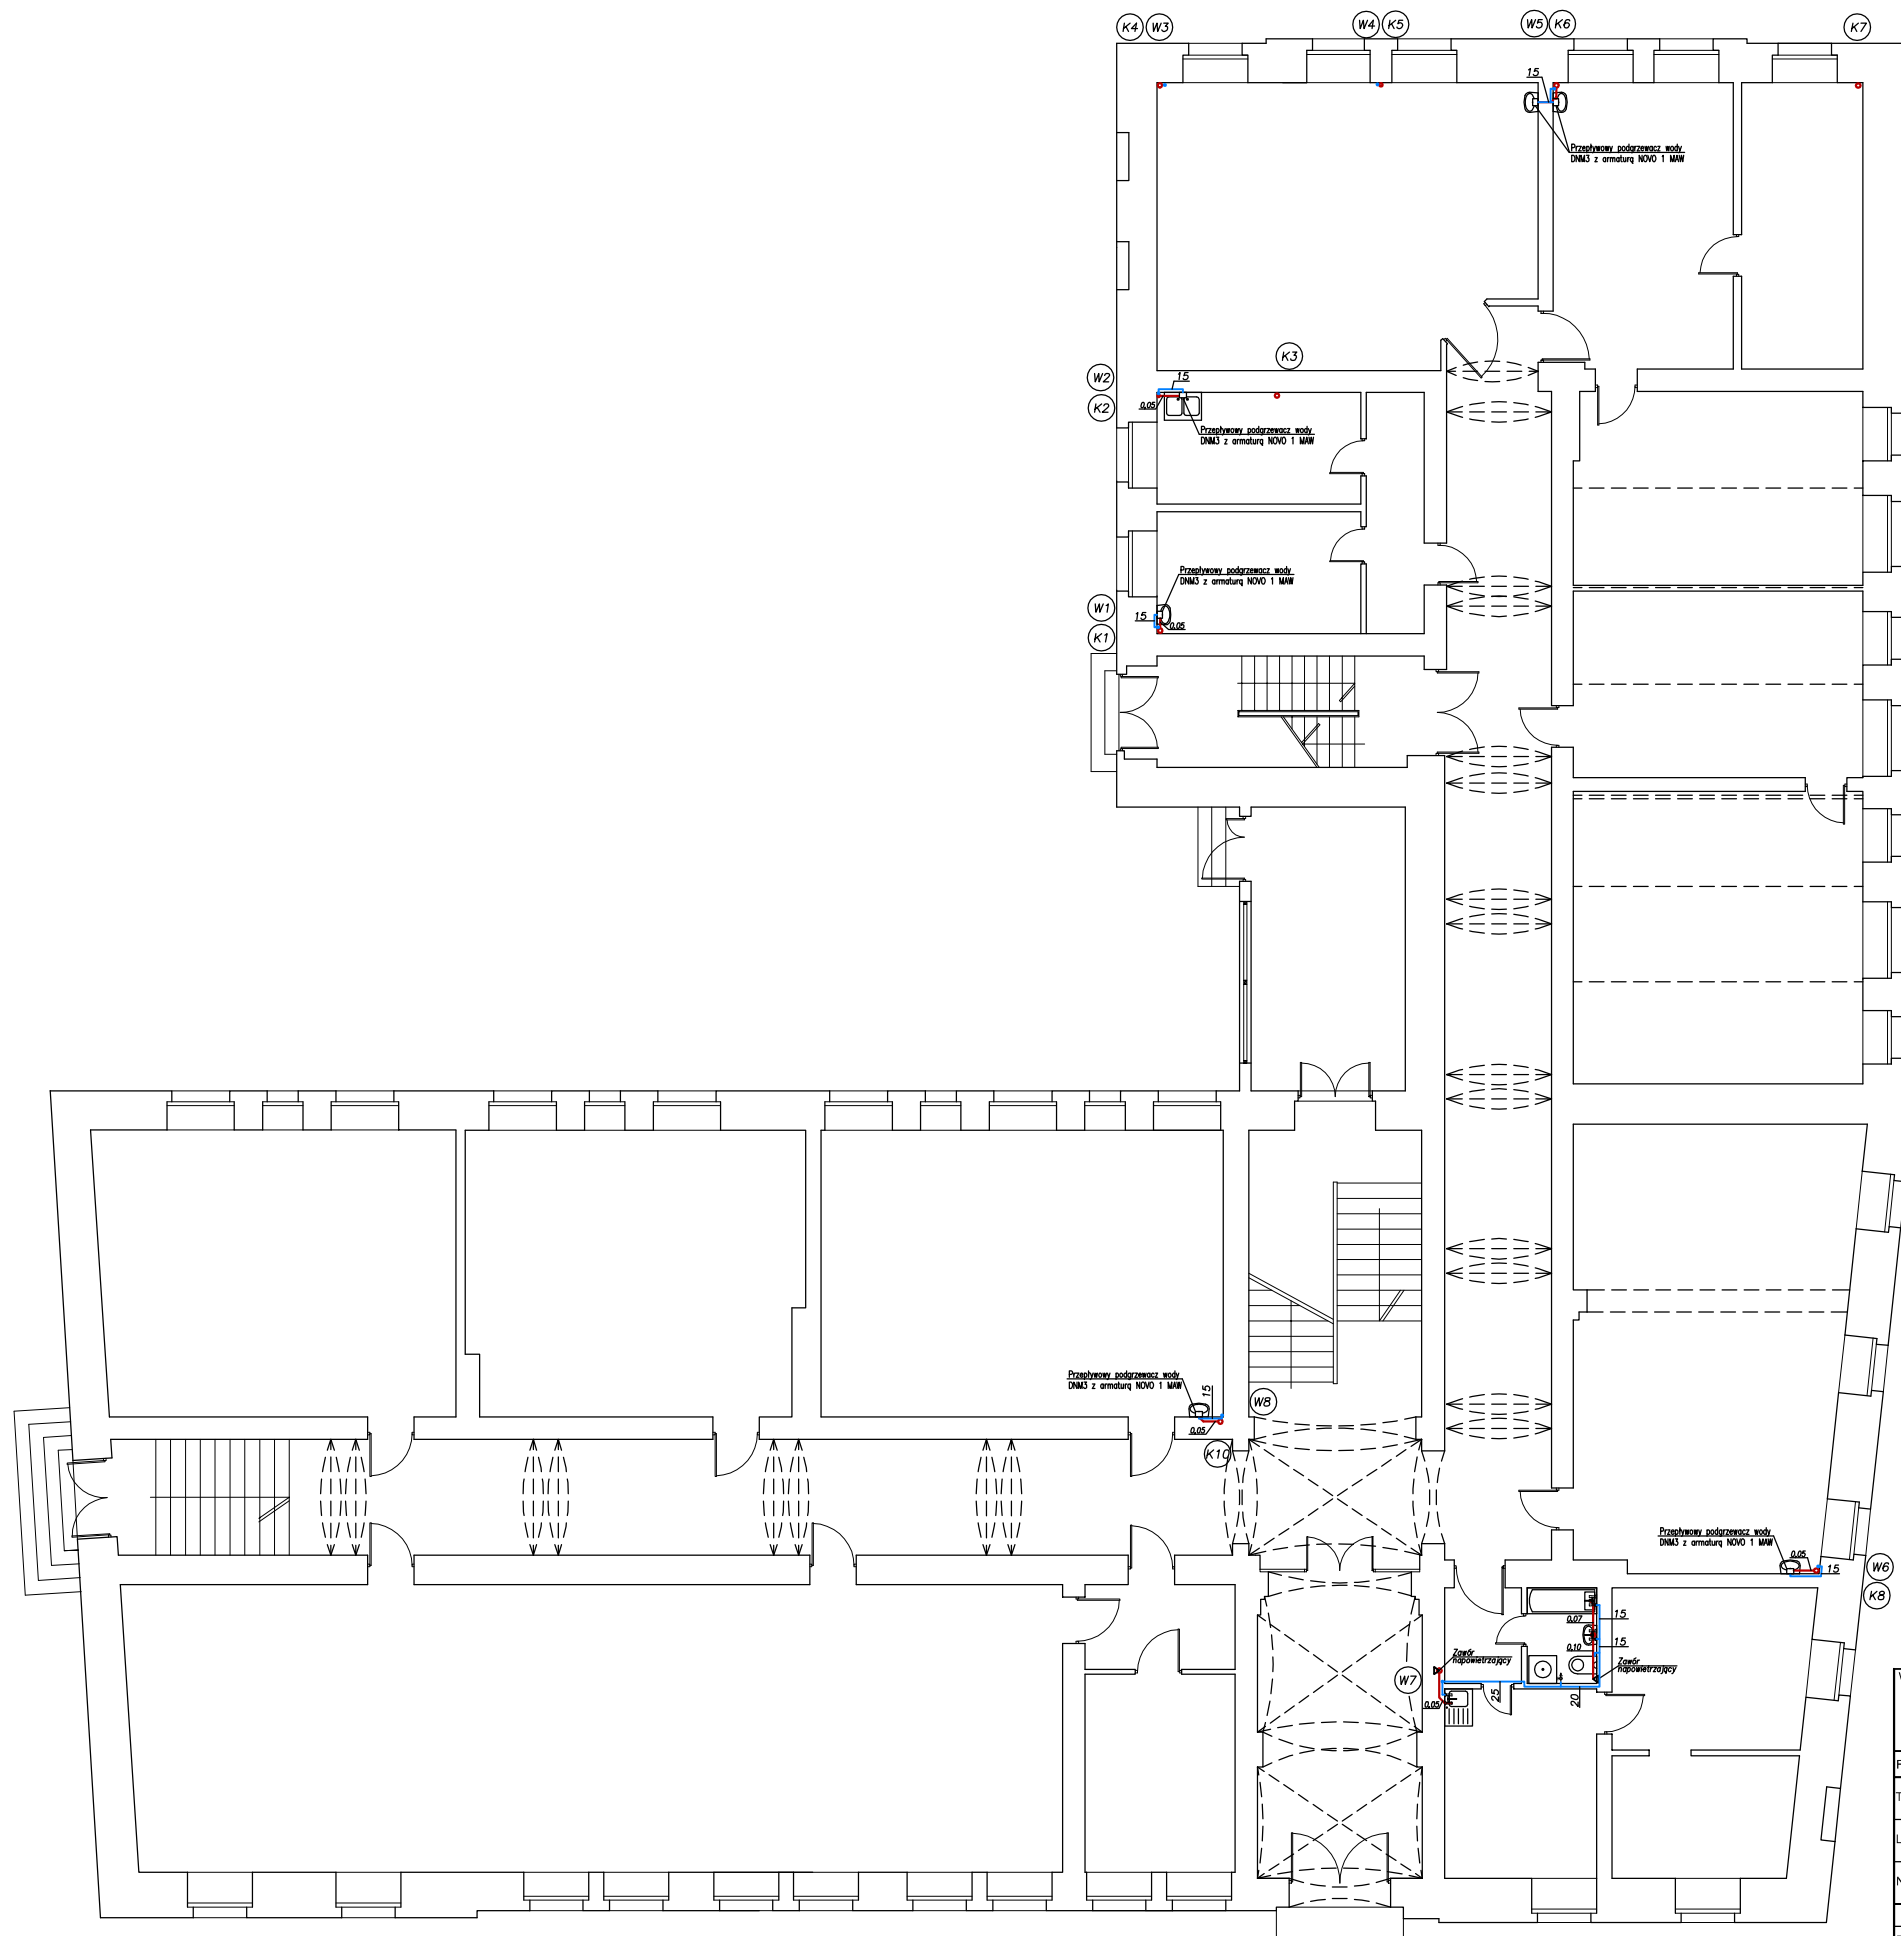 K4 W3 W4 K5 W5 K6 K7
15
Przepływowy podgrzewacz wody
DNM3 z armaturą NOVO 1 MAW
K3
W2
15
K2
0,05
Przepływowy podgrzewacz wody
DNM3 z armaturą NOVO 1 MAW
Przepływowy podgrzewacz wody
DNM3 z armaturą NOVO 1 MAW
W1
15
0,05
K1
Przepływowy podgrzewacz wody
DNM3 z armaturą NOVO 1 MAW
15
W8
0,05
K10
Przepływowy podgrzewacz wody
DNM3 z armaturą NOVO 1 MAW
0,05
W6
15
K8
0,07
15
0,10
15
Zawór
napowietrzający
Zawór
napowietrzający
W7
0,05
25
20